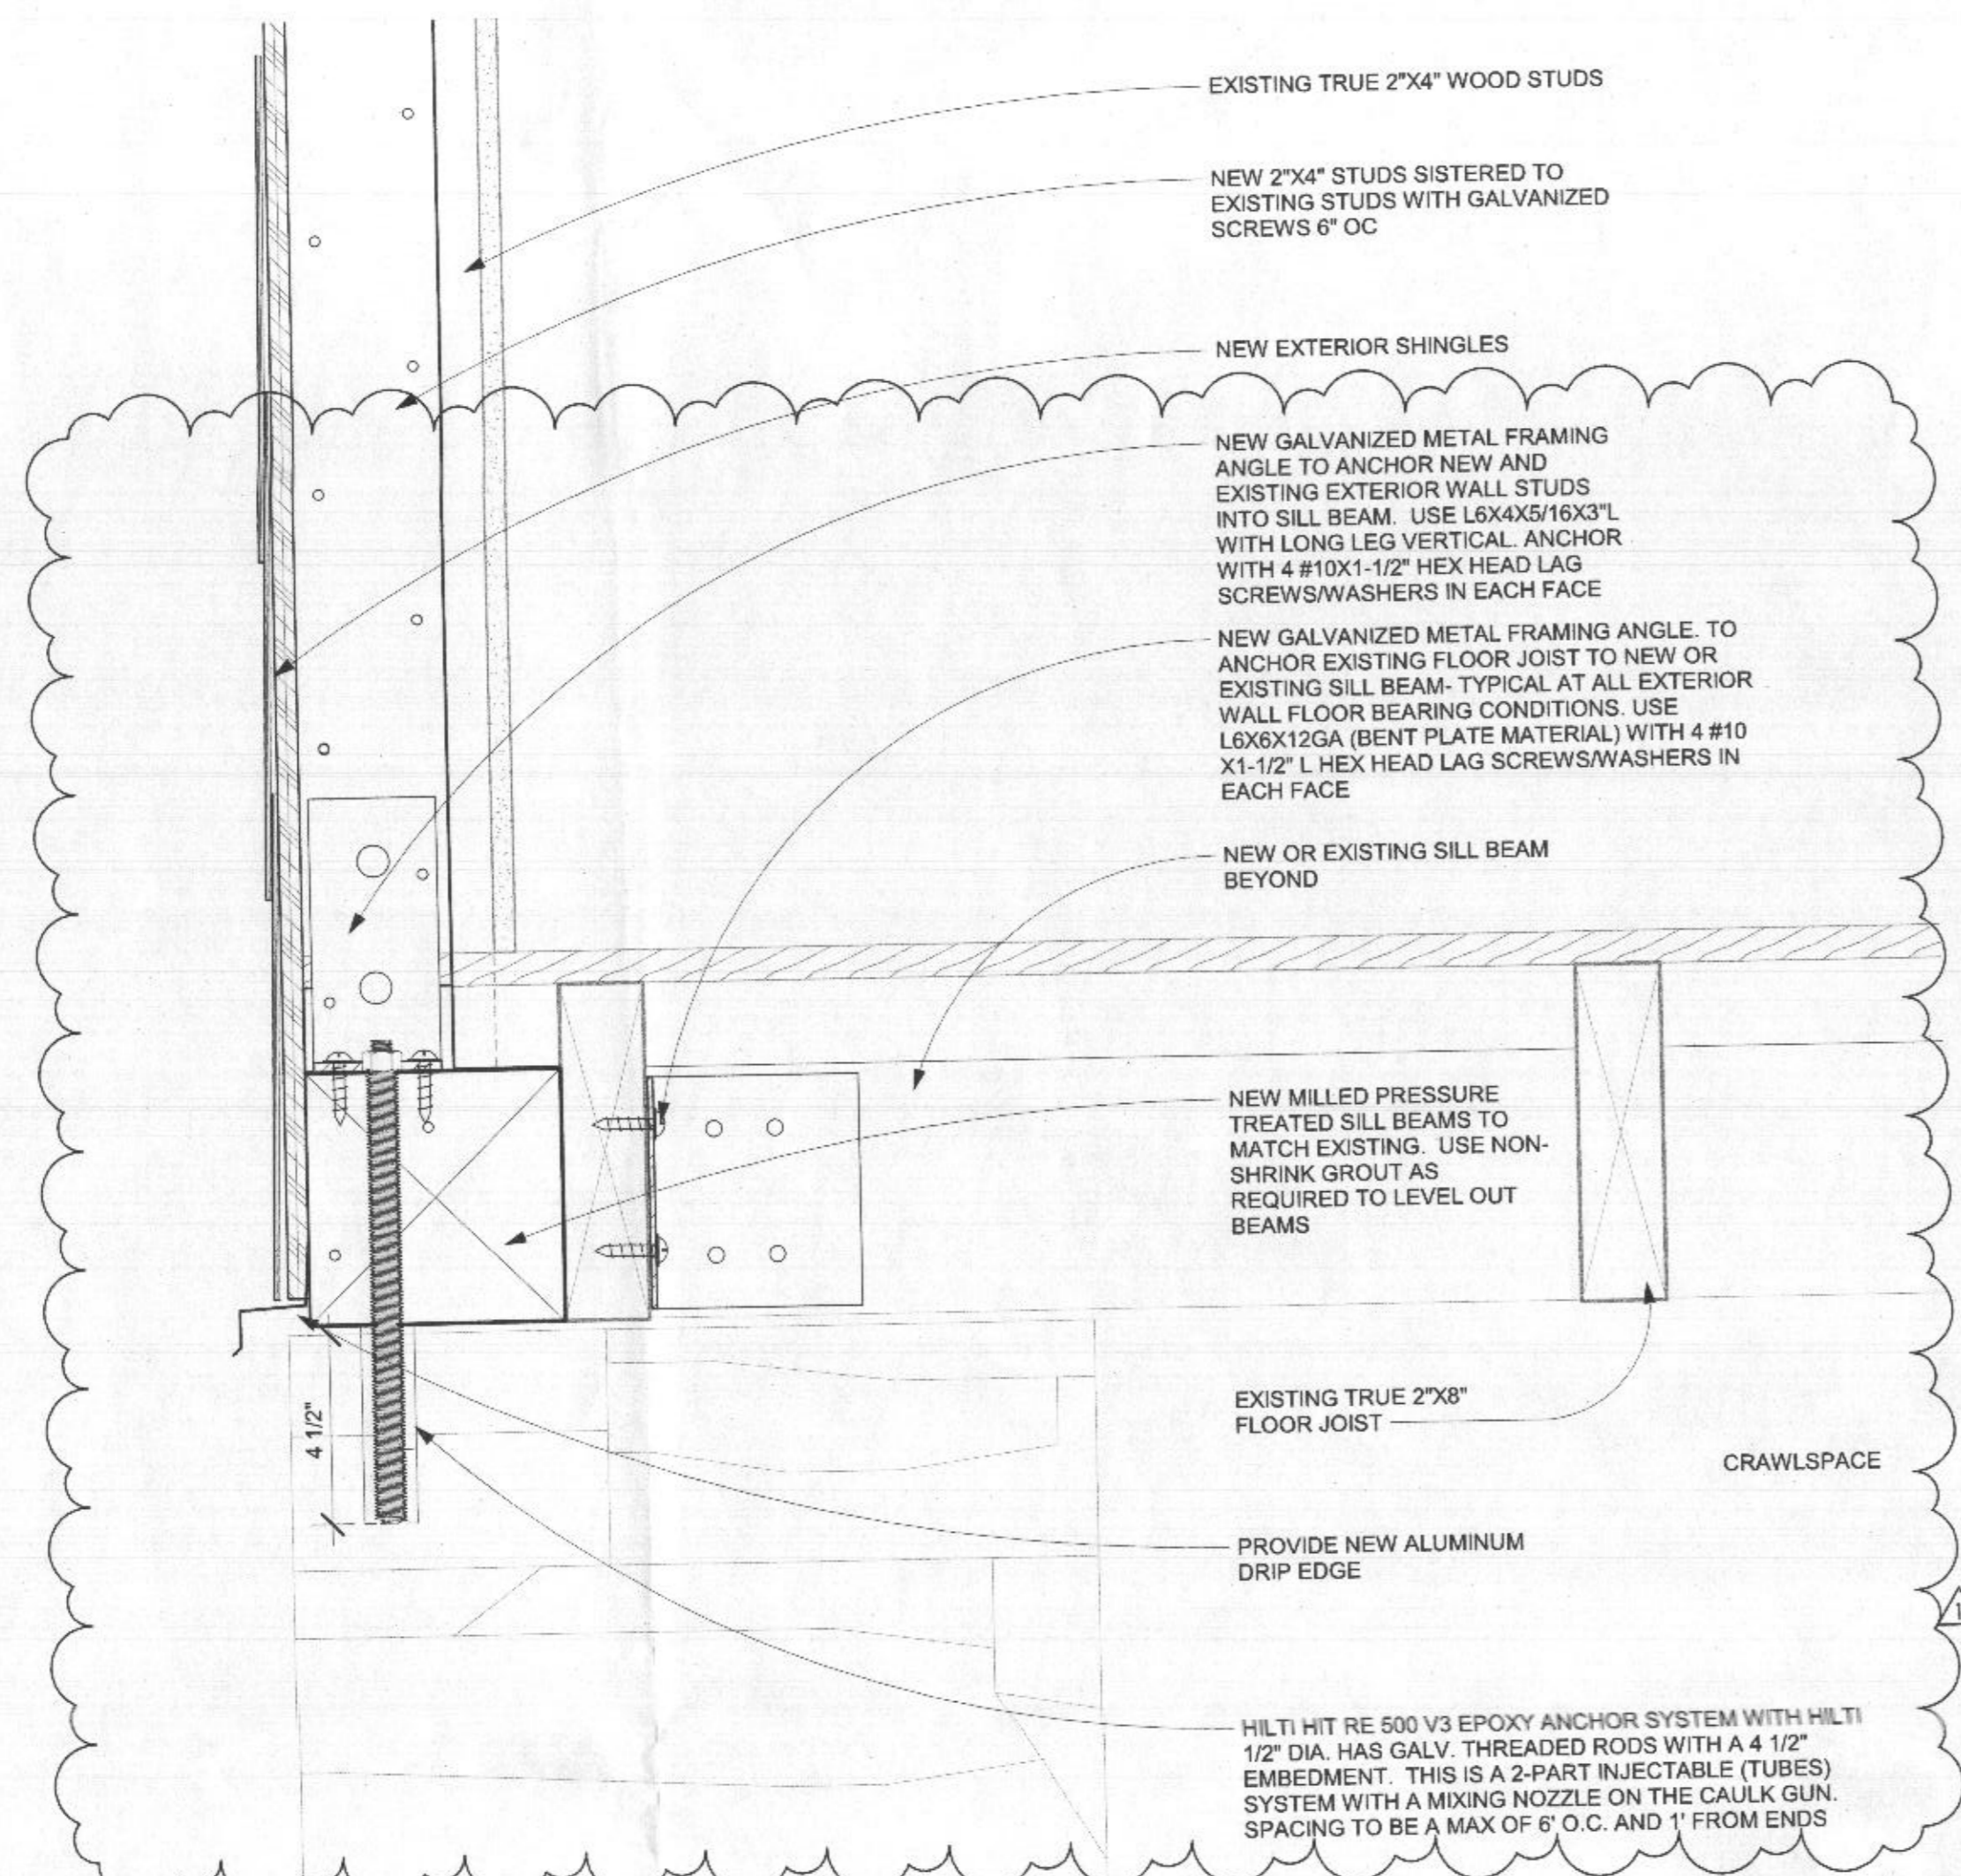 EXISTING TRUE 2"X4" WOOD STUDS
NEW 2"X4" STUDS SISTERED TO
EXISTING STUDS WITH GALVANIZED
SCREWS 6" OC
NEW EXTERIOR SHINGLES
NEW GALVANIZED METAL FRAMING
ANGLE TO ANCHOR NEW AND
EXISTING EXTERIOR WALL STUDS
INTO SILL BEAM. USE L6X4X5/16X3"L
WITH LONG LEG VERTICAL. ANCHOR
WITH 4 #10X1-1/2" HEX HEAD LAG
SCREWS/WASHERS IN EACH FACE
NEW GALVANIZED METAL FRAMING ANGLE. TO
ANCHOR EXISTING FLOOR JOIST TO NEW OR
EXISTING SILL BEAM- TYPICAL AT ALL EXTERIOR
WALL FLOOR BEARING CONDITIONS. USE
L6X6X12GA (BENT PLATE MATERIAL) WITH 4 #10
X1-1/2" L HEX HEAD LAG SCREWS/WASHERS IN
EACH FACE
NEW OR EXISTING SILL BEAM
BEYOND
NEW MILLED PRESSURE
TREATED SILL BEAMS TO
MATCH EXISTING. USE NON-
SHRINK GROUT AS
REQUIRED TO LEVEL OUT
BEAMS
4 1/2"
EXISTING TRUE 2"X8"
FLOOR JOIST
CRAWLSPACE
PROVIDE NEW ALUMINUM
DRIP EDGE
1
HILTI HIT RE 500 V3 EPOXY ANCHOR SYSTEM WITH HILTI
1/2" DIA. HAS GALV. THREADED RODS WITH A 4 1/2"
EMBEDMENT. THIS IS A 2-PART INJECTABLE (TUBES)
SYSTEM WITH A MIXING NOZZLE ON THE CAULK GUN.
SPACING TO BE A MAX OF 6' O.C. AND 1' FROM ENDS